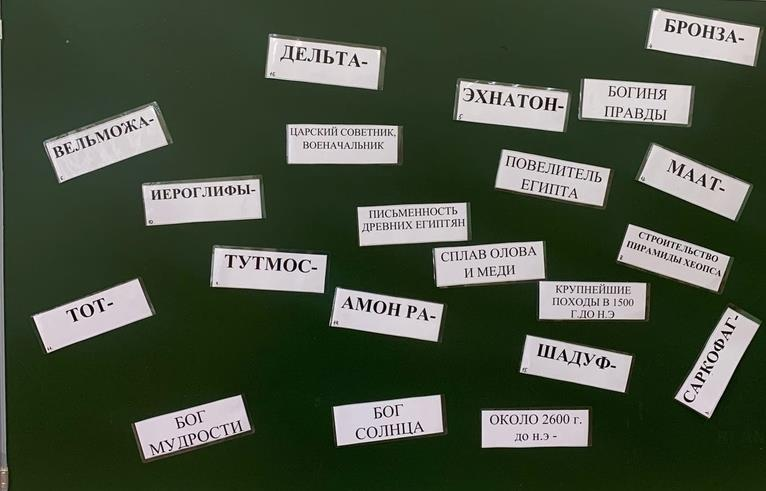 БРОНЗА-
ДЕЛЬТА-
ЭХНАТОН-
БОГИНЯ
ПРАВДЫ
ВЕЛЬМОЖА-
ЦАРСКИЙ СОВЕТНИК,
ВОЕНАЧАЛЬНИК
ПОВЕЛИТЕЛЬ
ЕГИПТА
МААТ-
ИЕРОГЛИФЫ-
ПИСЬМЕННОСТЬ
ДРЕВНИХ ЕГИПТЯН
СТРОИТЕЛЬСТВО
ПИРАМИДЫ ХЕОПСА
ТУТМОС-
СПЛАВ ОЛОВА
И МЕДИ
КРУПНЕЙШИЕ
ПОХОДЫ В 1500
Г.ДО Н.Э
ТОТ-
АМОН РА-
ШАДУФ-
САРКОФАГ-
БОГ
МУДРОСТИ
БОГ
СОЛНЦА
ОКОЛО 2600 г.
до н.э -